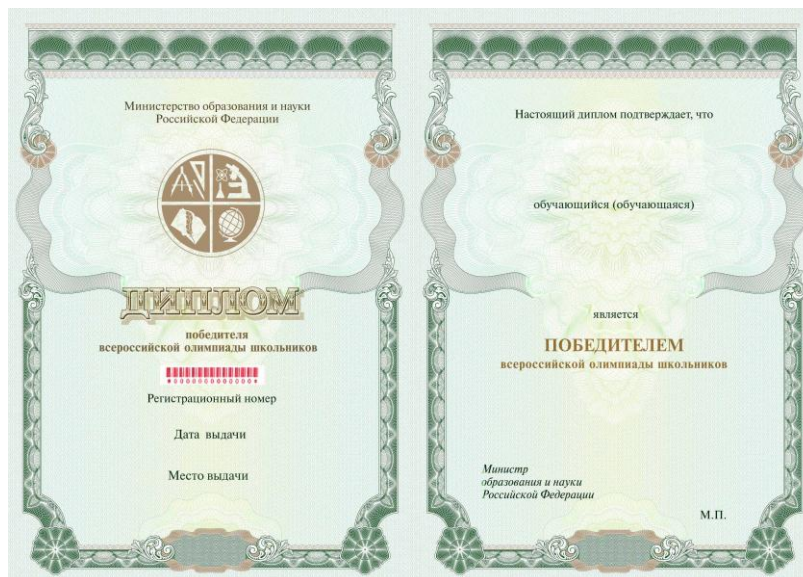 Министерство образования и науки
Российской Федерации
ДИПЛОМ
победителя
всероссийской олимпиады школьников
*0000000000000*
Регистрационный номер
Дата выдачи
Место выдачи
Настоящий диплом подтверждает, что
обучающийся (обучающаяся)
является
ПОБЕДИТЕЛЕМ
всероссийской олимпиады школьников
Министр
образования и науки
Российской Федерации
М.П.